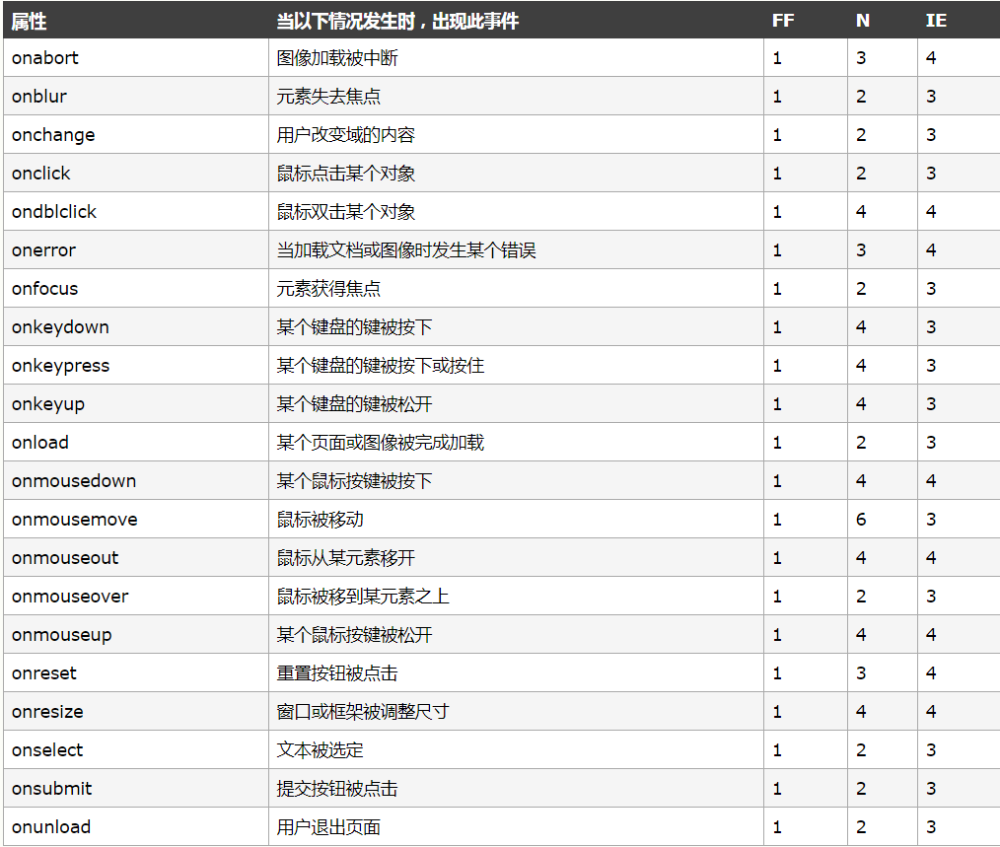 属性 当以下情况发生时，出现此事件 FF N IE
onabort 图像加载被中断 1 3 4
onblur 元素失去焦点 1 2 3
onchange 用户改变域的内容 1 2 3
onclick 鼠标点击某个对象 1 2 3
ondblclick 鼠标双击某个对象 1 4 4
onerror 当加载文档或图像时发生某个错误 1 3 4
onfocus 元素获得焦点 1 2 3
onkeydown 某个键盘的键被按下 1 4 3
onkeypress 某个键盘的键被按下或按住 1 4 3
onkeyup 某个键盘的键被松开 1 4 3
onload 某个页面或图像被完成加载 1 2 3
onmousedown 某个鼠标按键被按下 1 4 4
onmousemove 鼠标被移动 1 6 3
onmouseout 鼠标从某元素移开 1 4 4
onmouseover 鼠标被移到某元素之上 1 2 3
onmouseup 某个鼠标按键被松开 1 4 4
onreset 重置按钮被点击 1 3 4
onresize 窗口或框架被调整尺寸 1 4 4
onselect 文本被选定 1 2 3
onsubmit 提交按钮被点击 1 2 3
onunload 用户退出页面 1 2 3